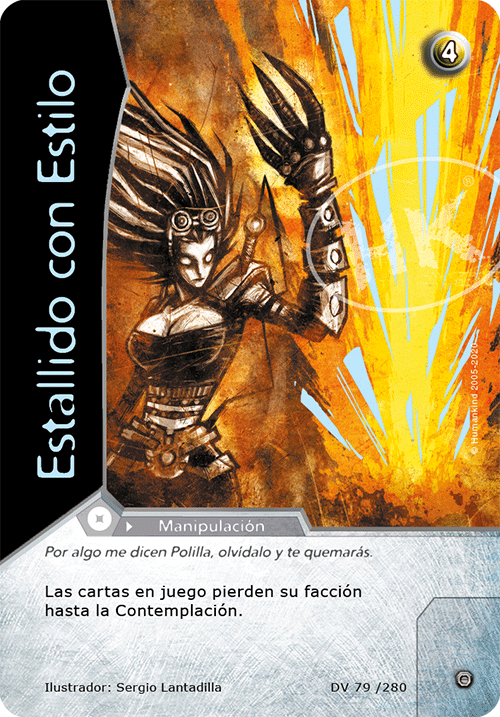 4
Estallido con Estilo
HK
®
© Humankind 2005-2020
Manipulación
Por algo me dicen Polilla, olvídalo y te quemarás.
Las cartas en juego pierden su facción
hasta la Contemplación.
Ilustrador: Sergio Lantadilla
DV 79 /280